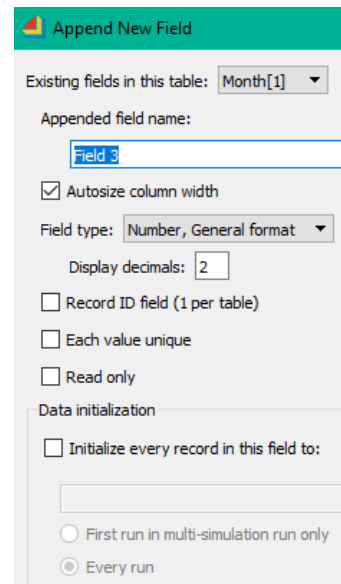 Append New Field
Existing fields in this table: Month[1]
Appended field name:
Field 3
Autosize column width
Field type: Number, General format
Display decimals: 2
Record ID field (1 per table)
Each value unique
Read only
Data initialization
Initialize every record in this field to:
First run in multi-simulation run only
Every run